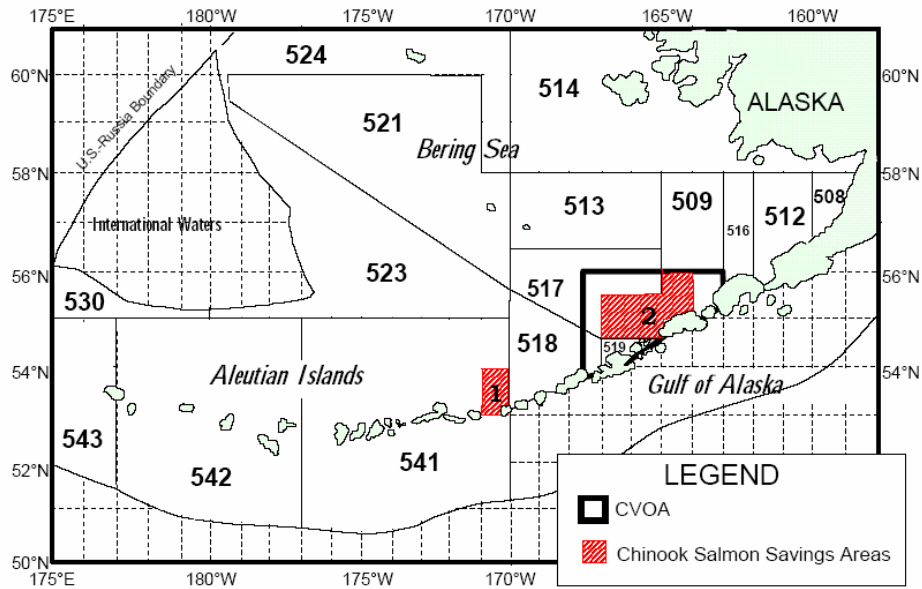 175°E 180°W 175°W 170°W 165°W 160°W
60°N
524
514
ALASKA
U.S.-Russia Boundary
521
Bering Sea
58°N
508
513
509
512
516
International Waters
523
56°N
517
530
2
518
519
54°N
Aleutian Islands
1
Gulf of Alaska
543
541
542
52°N
50°N
LEGEND
CVOA
Chinook Salmon Savings Areas
175°E 180°W 175°W 170°W
60°N
58°N
56°N
54°N
52°N